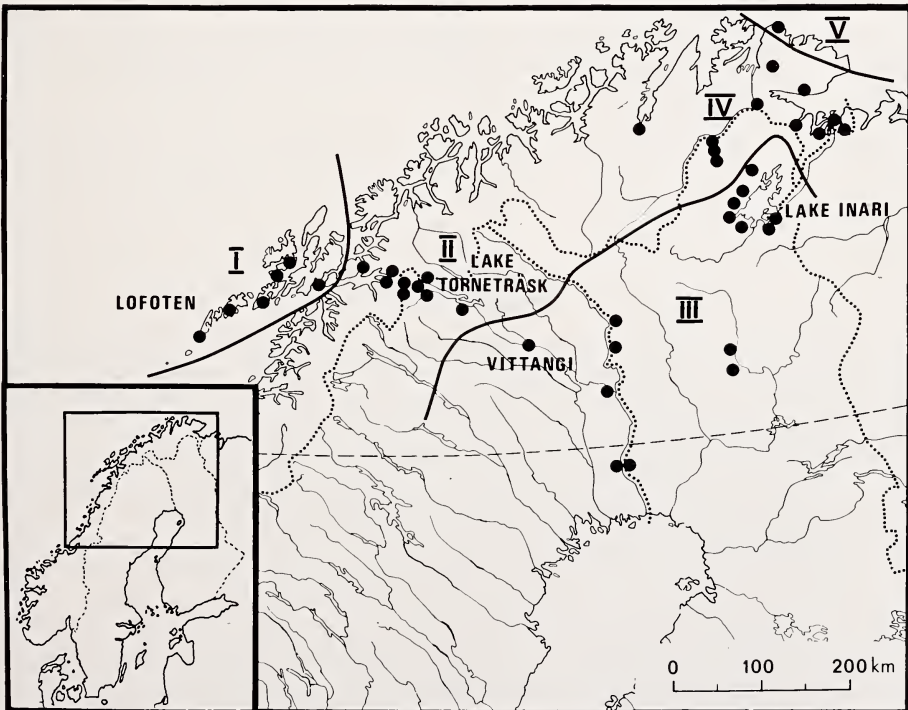 V
IV
LAKE INARI
I
II
LAKE
TORNETRÄSK
LOFOTEN
III
VITTANGI
0 100 200 km